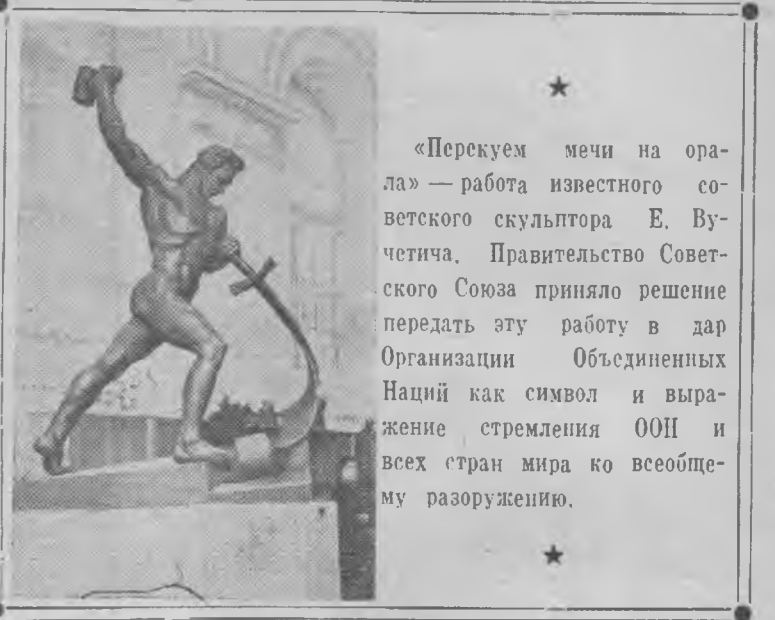 «Перекуем мечи на ора-
ла» — работа известного со-
ветского скульптора Е. Ву-
четича. Правительство Совет-
ского Союза приняло решение
передать эту работу в дар
Организации Объединенных
Наций как символ и выра-
жение стремления ООН и
всех стран мира ко всеобще-
му разоружению.